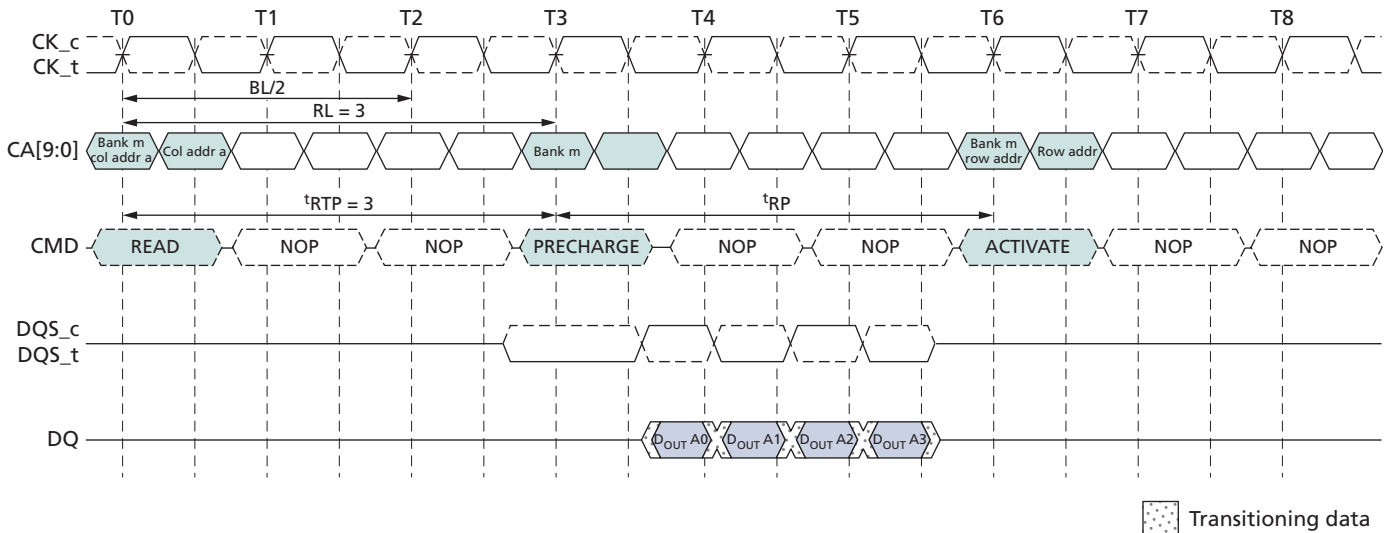 T0 T1 T2 T3 T4 T5 T6 T7 T8
CK_c
CK_t
BL/2
RL = 3
CA[9:0]
Bank m
col addr a
Col addr a
Bank m
Bank m
row addr
Row addr
tRTP = 3
tRP
CMD READ NOP NOP PRECHARGE NOP NOP ACTIVATE NOP NOP
DQS_c
DQS_t
DQ DOUT A0 DOUT A1 DOUT A2 DOUT A3
Transitioning data